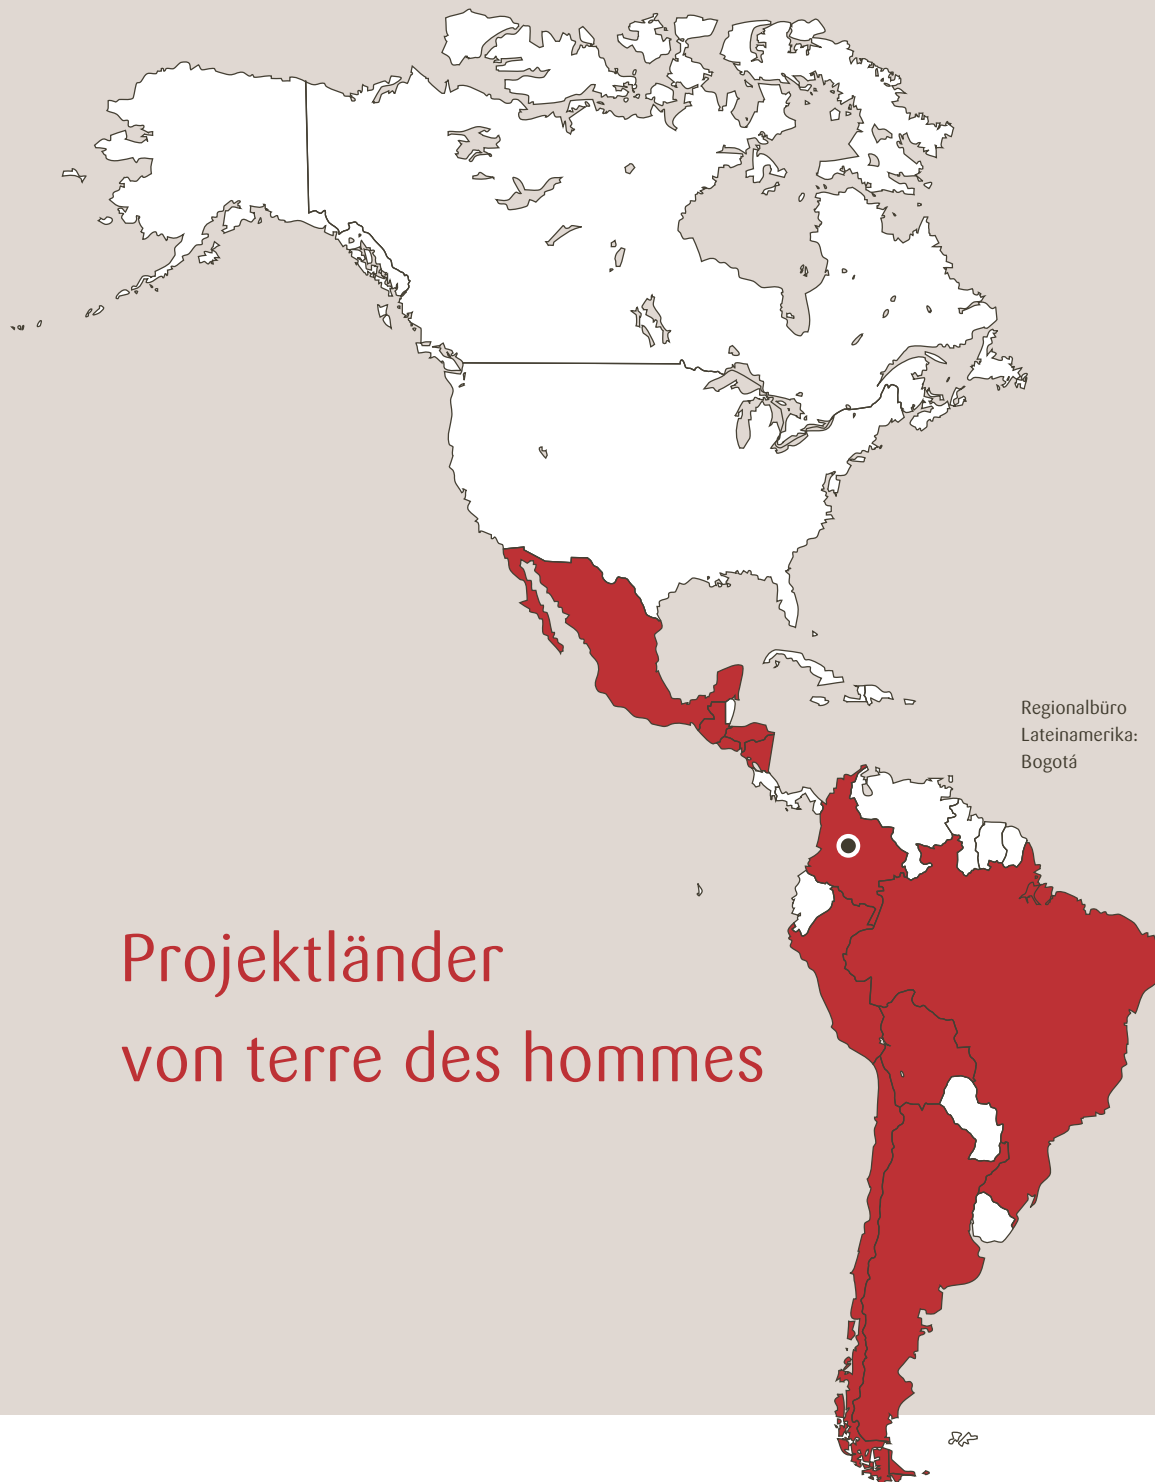 Regionalbüro
Lateinamerika:
Bogotá
Projektländer
von terre des hommes